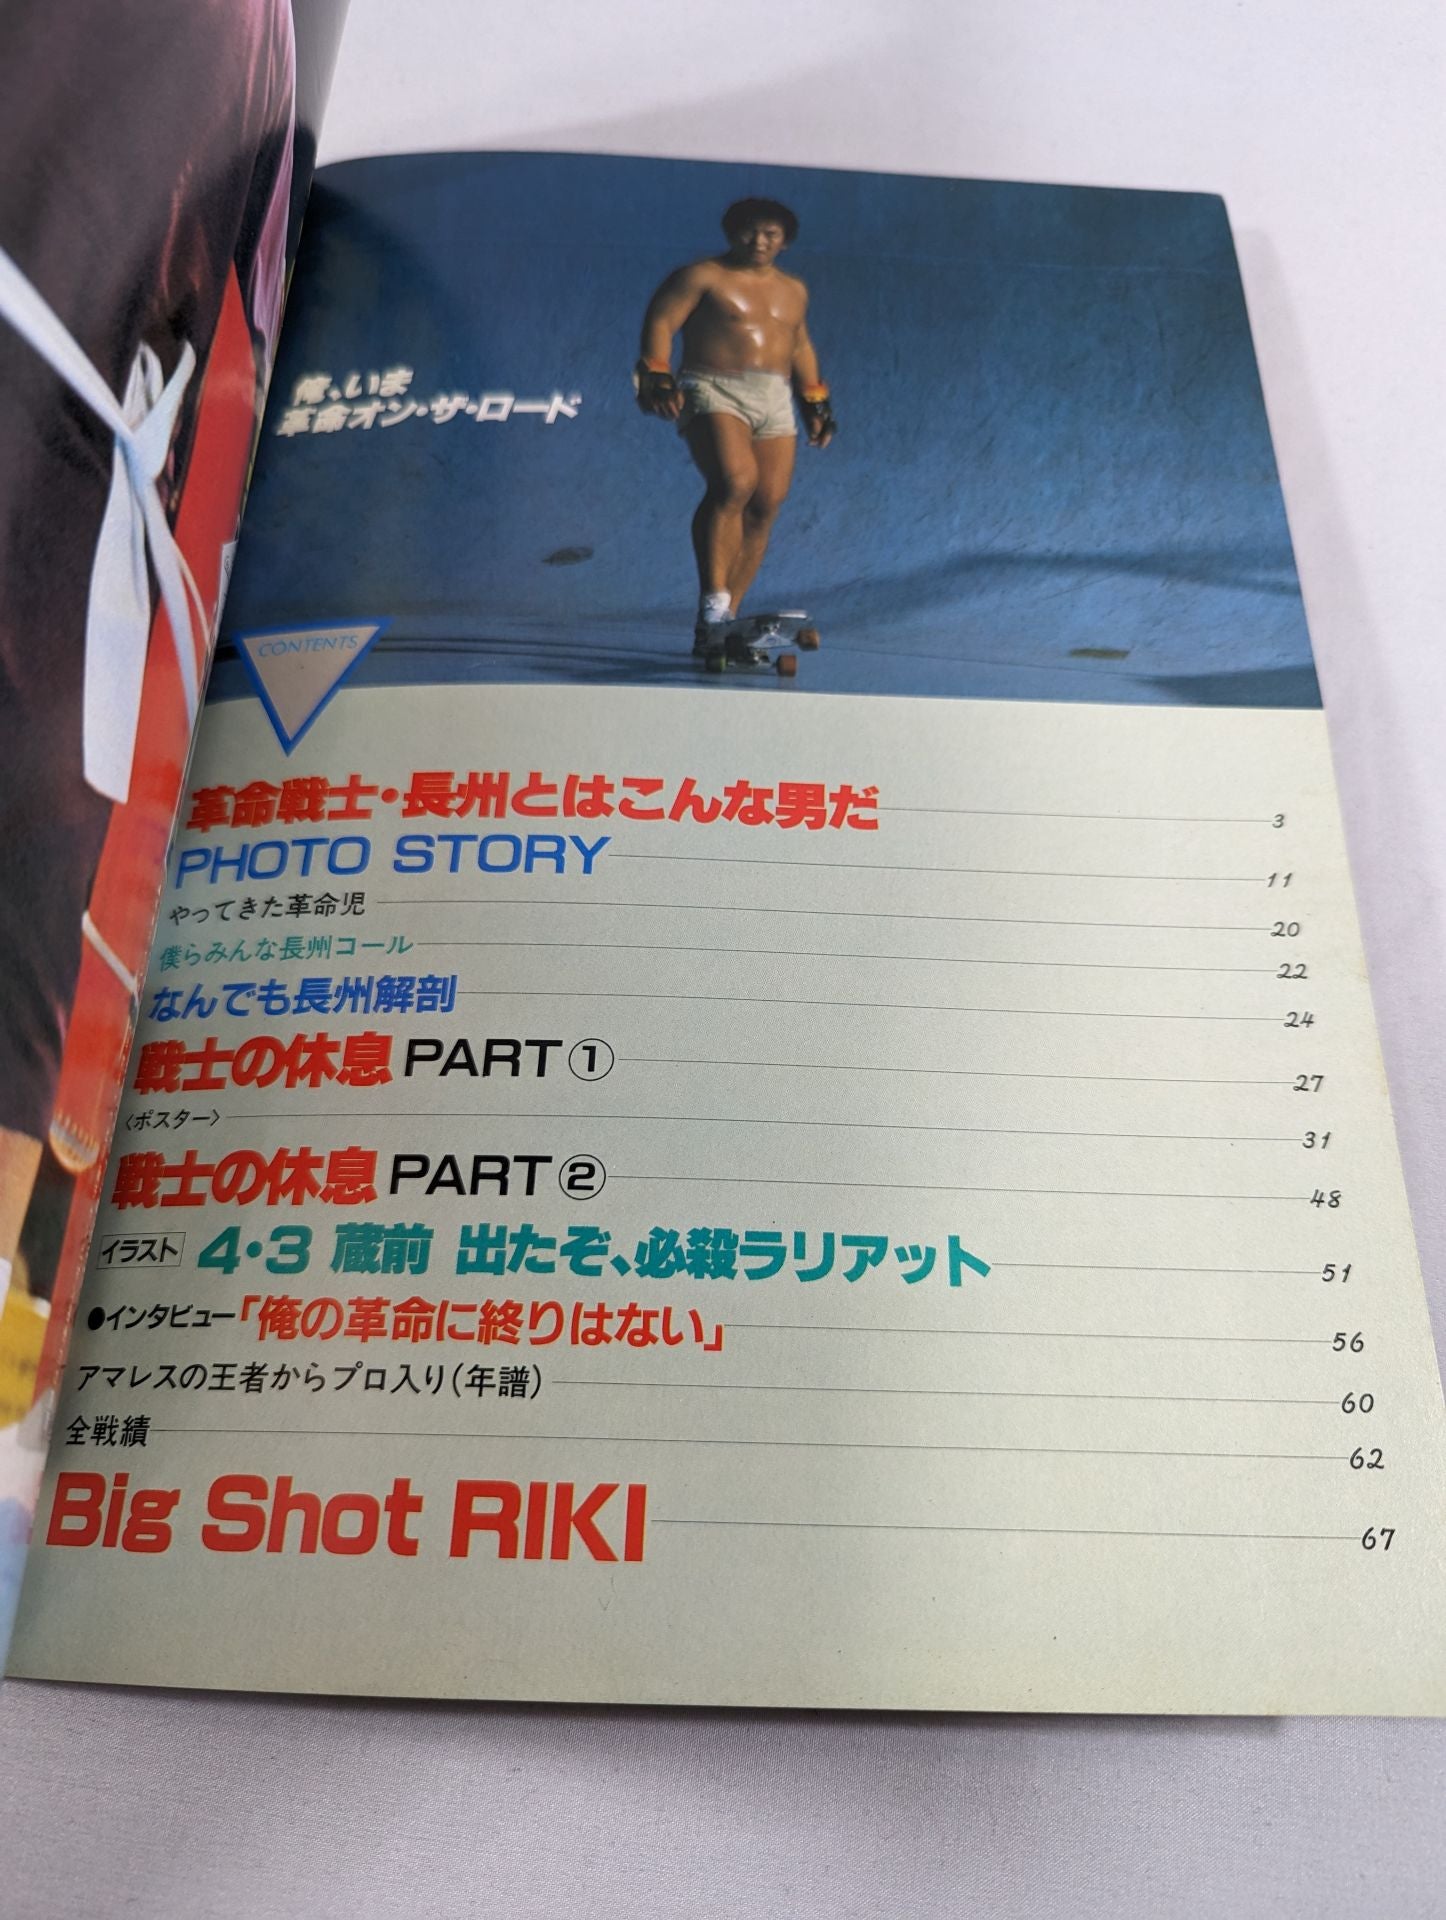 俺、いま
革命オン・ザ・ロード
CONTENTS
革命戦士・長州とはこんな男だ 3
PHOTO STORY 11
やってきた革命児 20
僕らみんな長州コール 22
なんでも長州解剖 24
戦士の休息 PART① 27
〈ポスター〉 31
戦士の休息 PART② 48
イラスト 4・3 蔵前 出たぞ、必殺ラリアット 51
●インタビュー「俺の革命に終りはない」 56
アマレスの王者からプロ入り(年譜) 60
全戦績 62
Big Shot RIKI 67